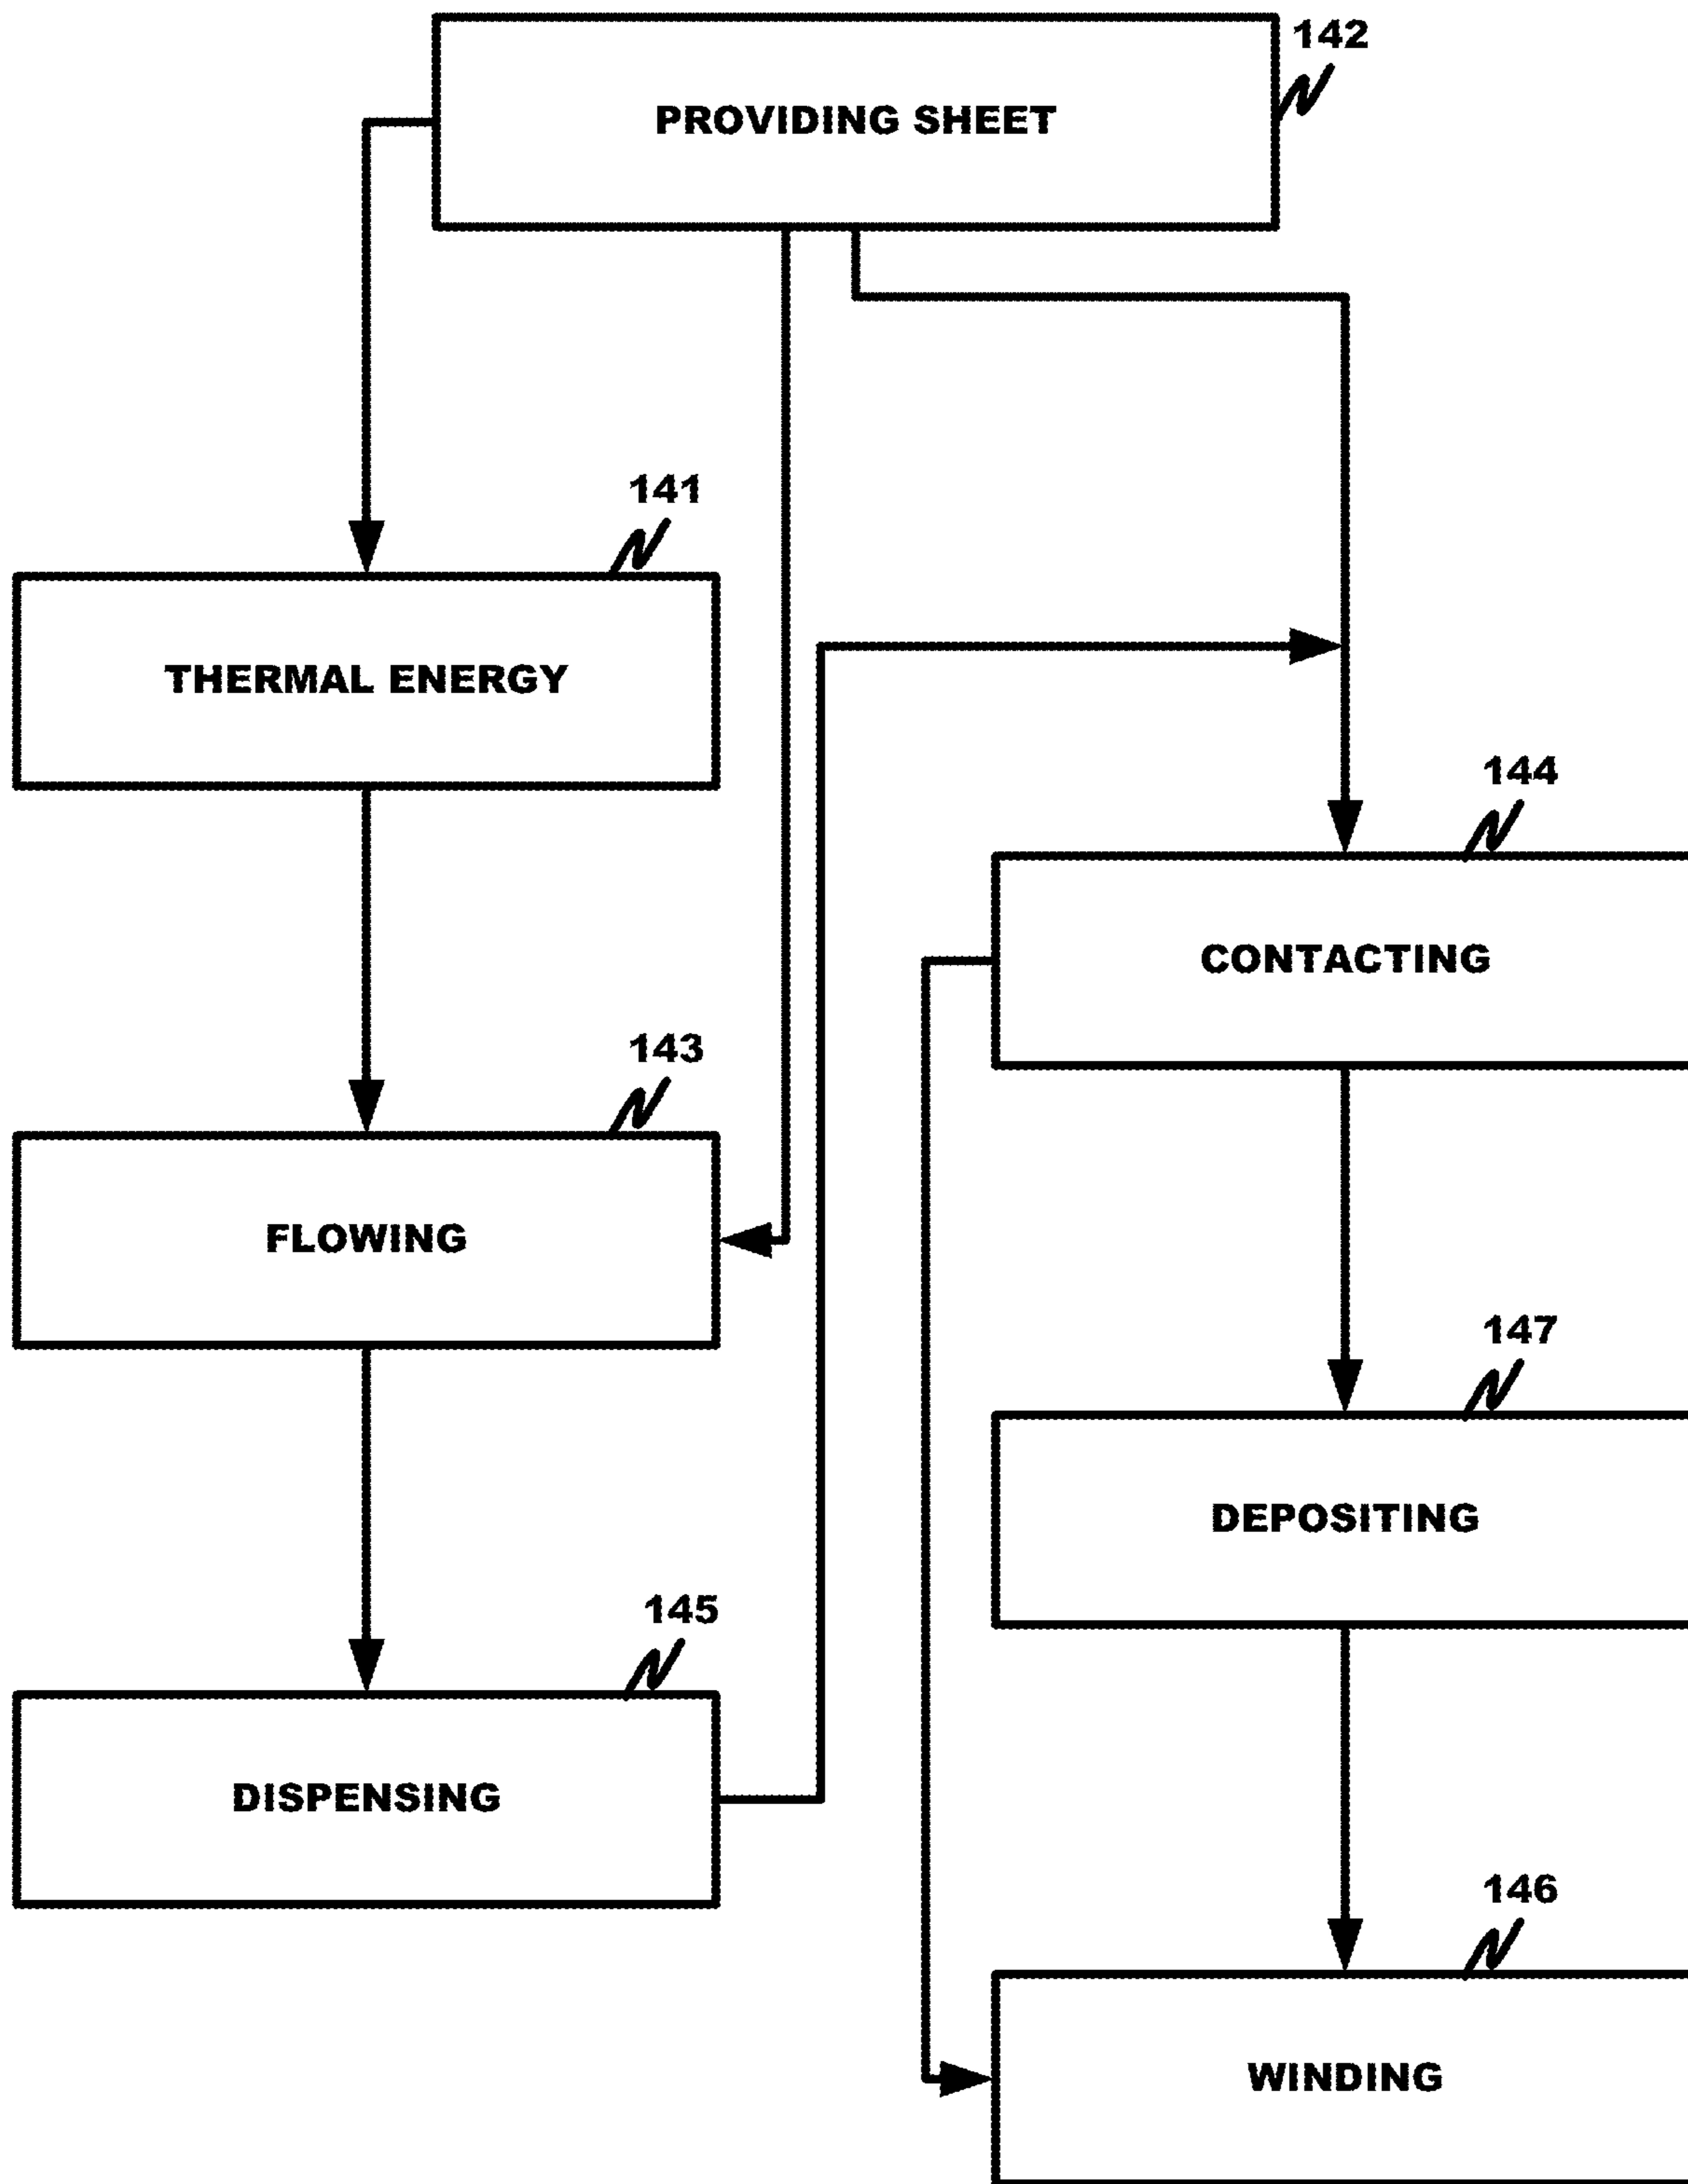 142
PROVIDING SHEET
141
THERMAL ENERGY
144
CONTACTING
143
FLOWING
147
DEPOSITING
145
DISPENSING
146
WINDING